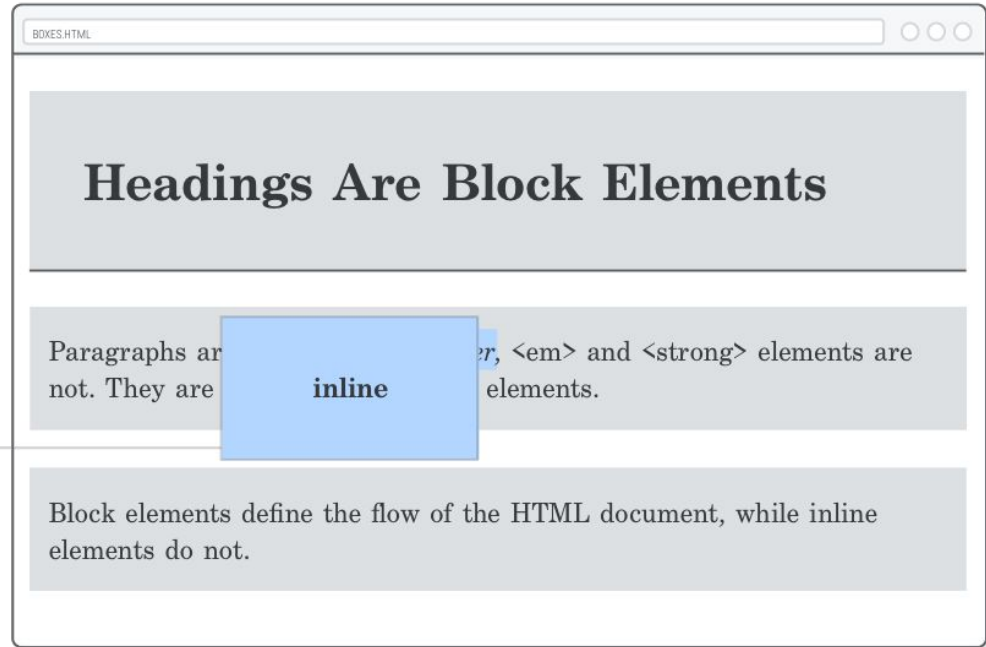 BOXES.HTML
Headings Are Block Elements
Paragraphs ar er, <em> and <strong> elements are
not. They are inline elements.
Block elements define the flow of the HTML document, while inline
elements do not.